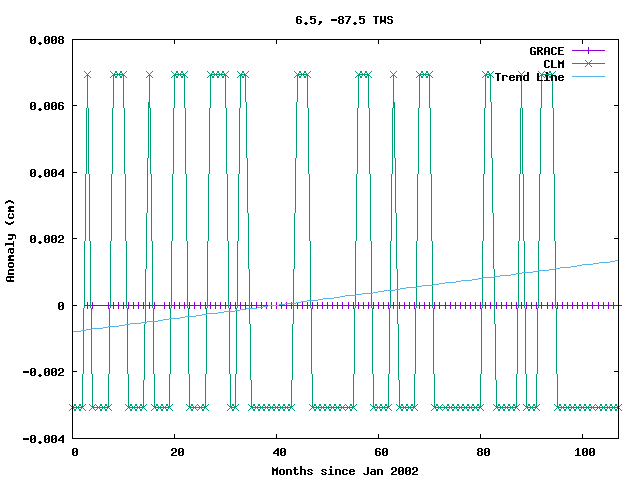 6.5, -87.5 TWS
GRACE
CLM
Trend Line
0.008
0.006
0.004
0.002
0
-0.002
-0.004
Anomaly (cm)
0 20 40 60 80 100
Months since Jan 2002